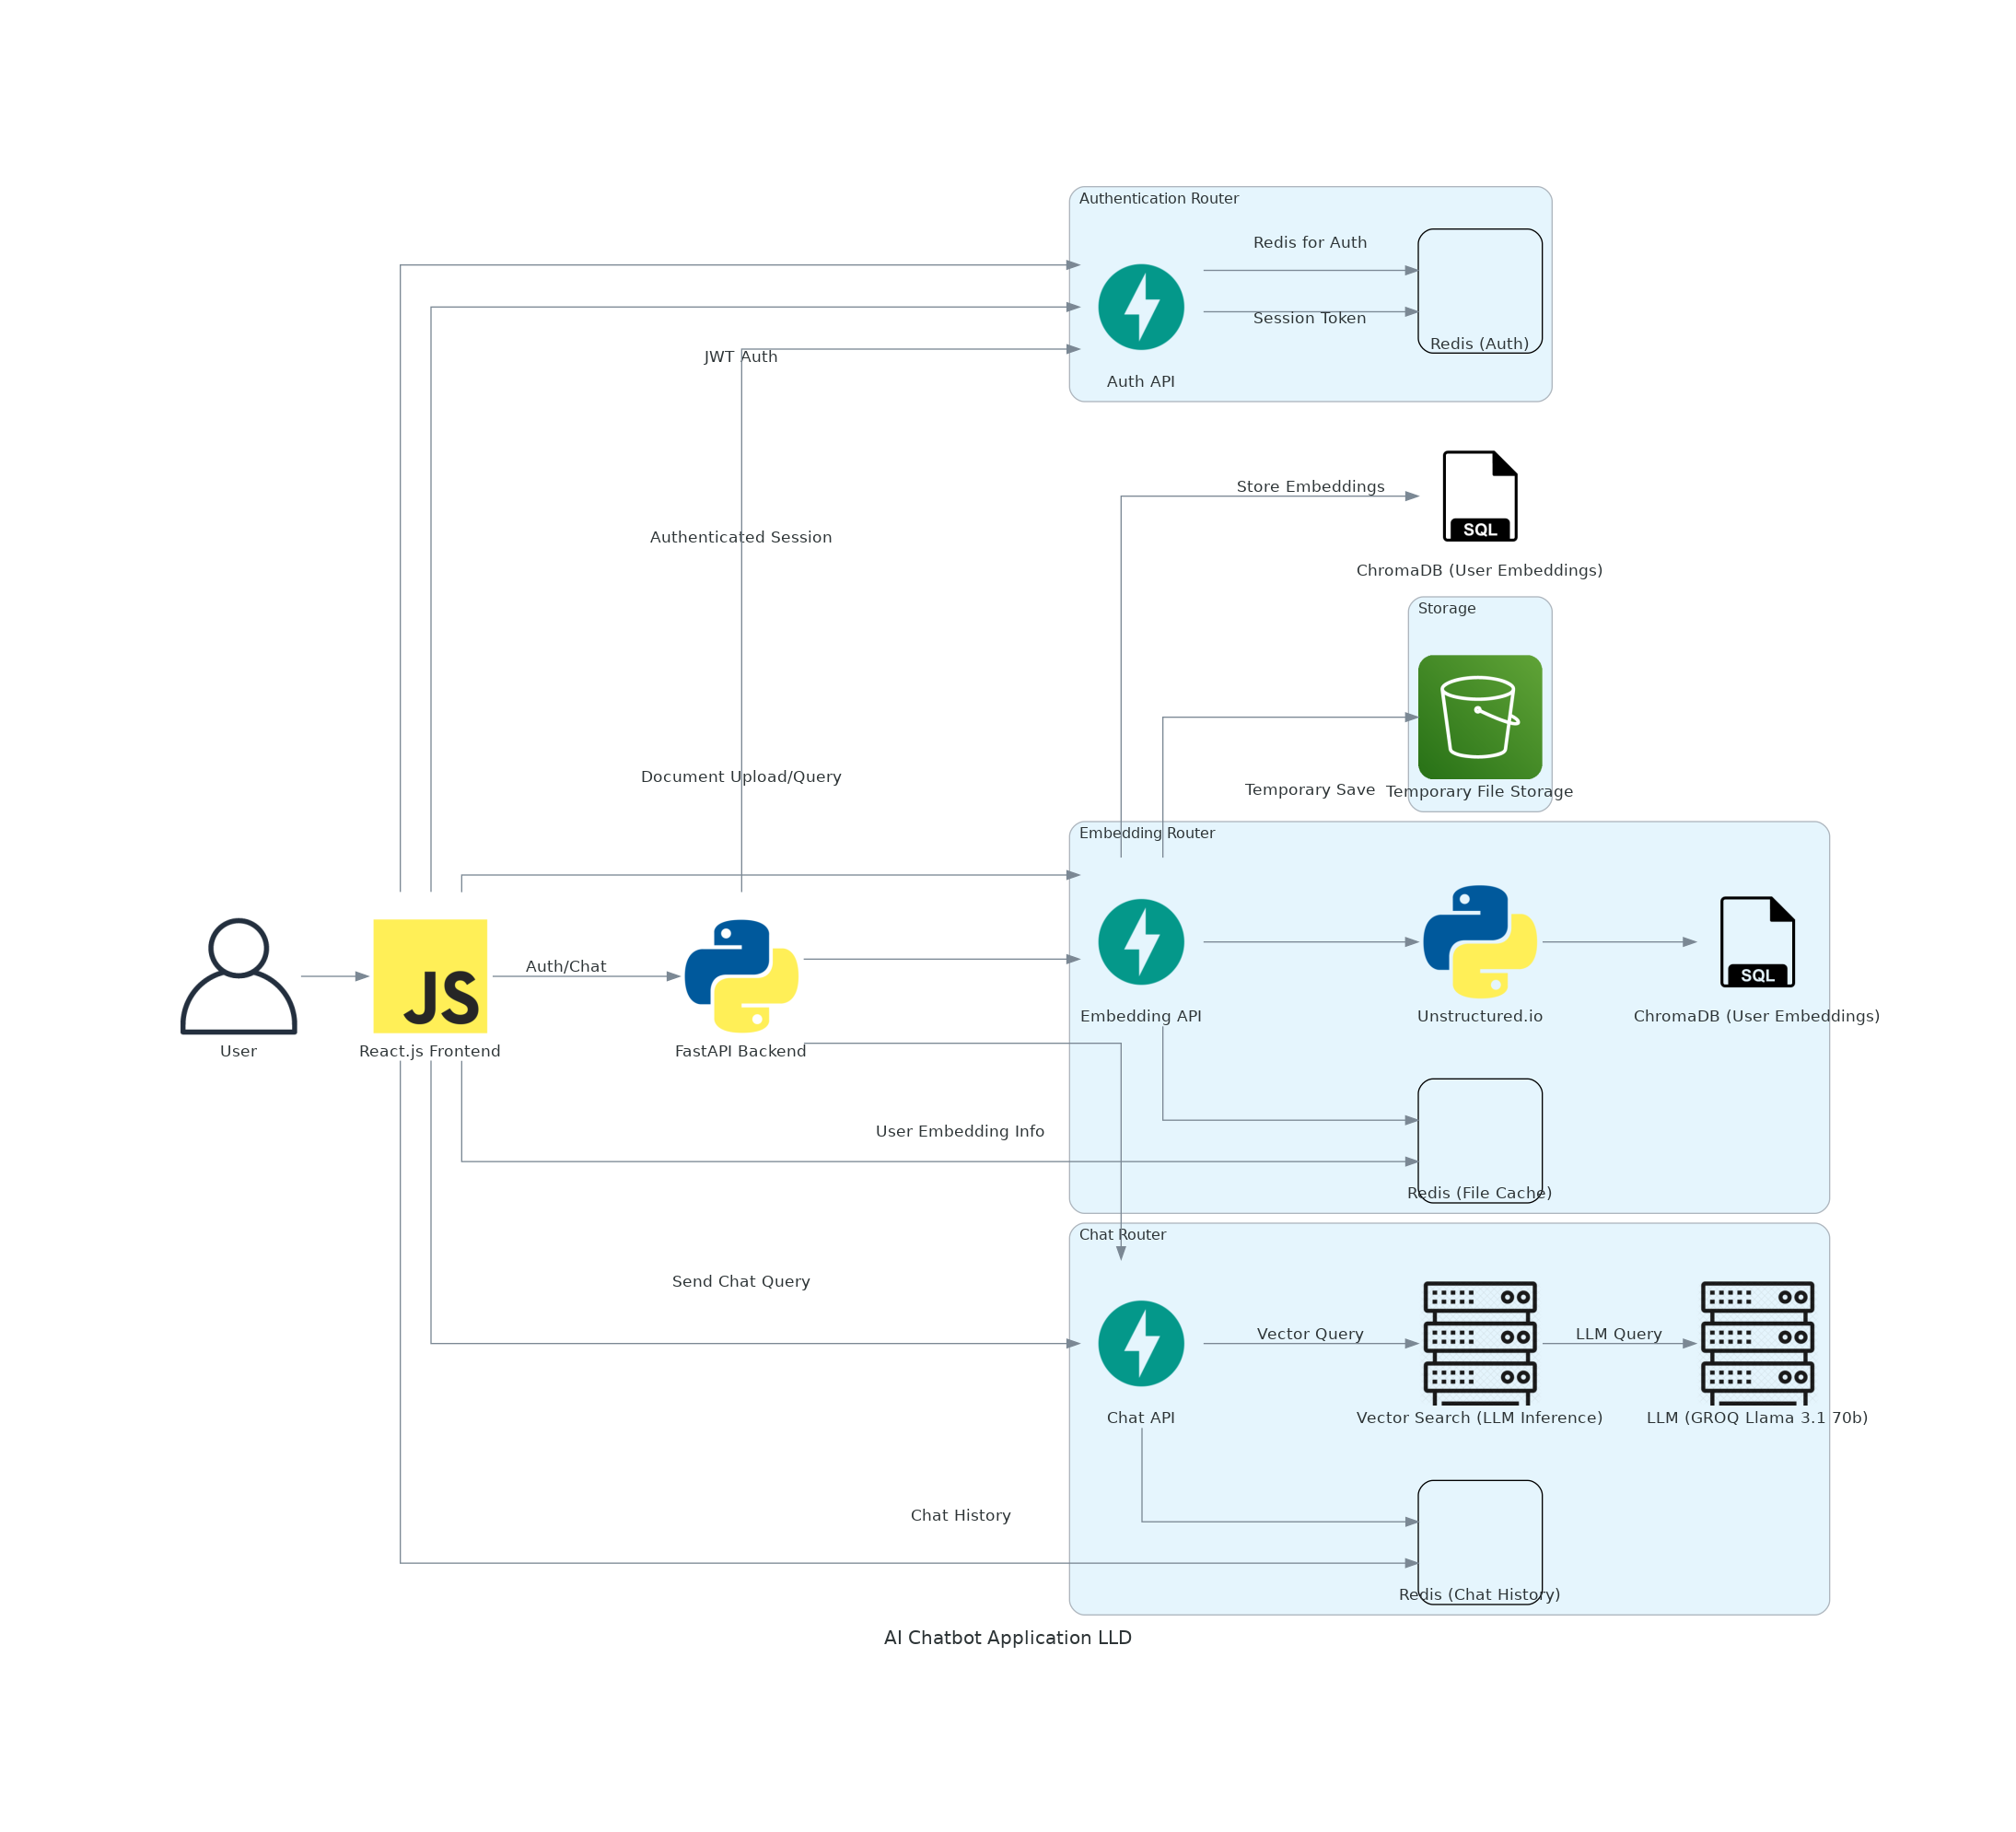 Authentication Router
Redis for Auth
Session Token
Redis (Auth)
JWT Auth
Auth API
Store Embeddings
SQL
Authenticated Session
ChromaDB (User Embeddings)
Storage
Document Upload/Query
Temporary Save
Temporary File Storage
Embedding Router
JS
SQL
Auth/Chat
User
React.js Frontend
FastAPI Backend
Embedding API
Unstructured.io
ChromaDB (User Embeddings)
User Embedding Info
Redis (File Cache)
Chat Router
Send Chat Query
Vector Query
LLM Query
Chat API
Vector Search (LLM Inference)
LLM (GROQ Llama 3.1 70b)
Chat History
Redis (Chat History)
AI Chatbot Application LLD